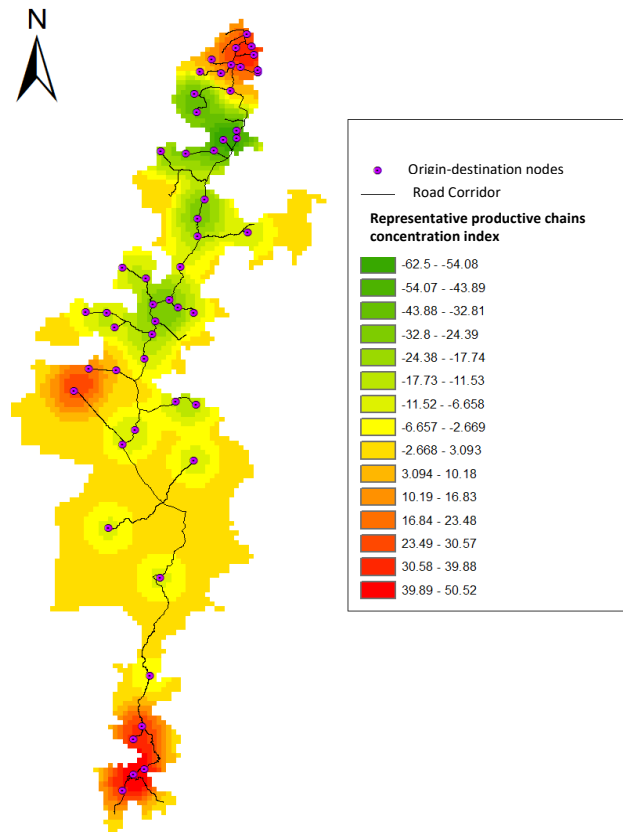 N
Origin-destination nodes
Road Corridor
Representative productive chains
concentration index
-62.5 - -54.08
-54.07 - -43.89
-43.88 - -32.81
-32.8 - -24.39
-24.38 - -17.74
-17.73 - -11.53
-11.52 - -6.658
-6.657 - -2.669
-2.668 - 3.093
3.094 - 10.18
10.19 - 16.83
16.84 - 23.48
23.49 - 30.57
30.58 - 39.88
39.89 - 50.52